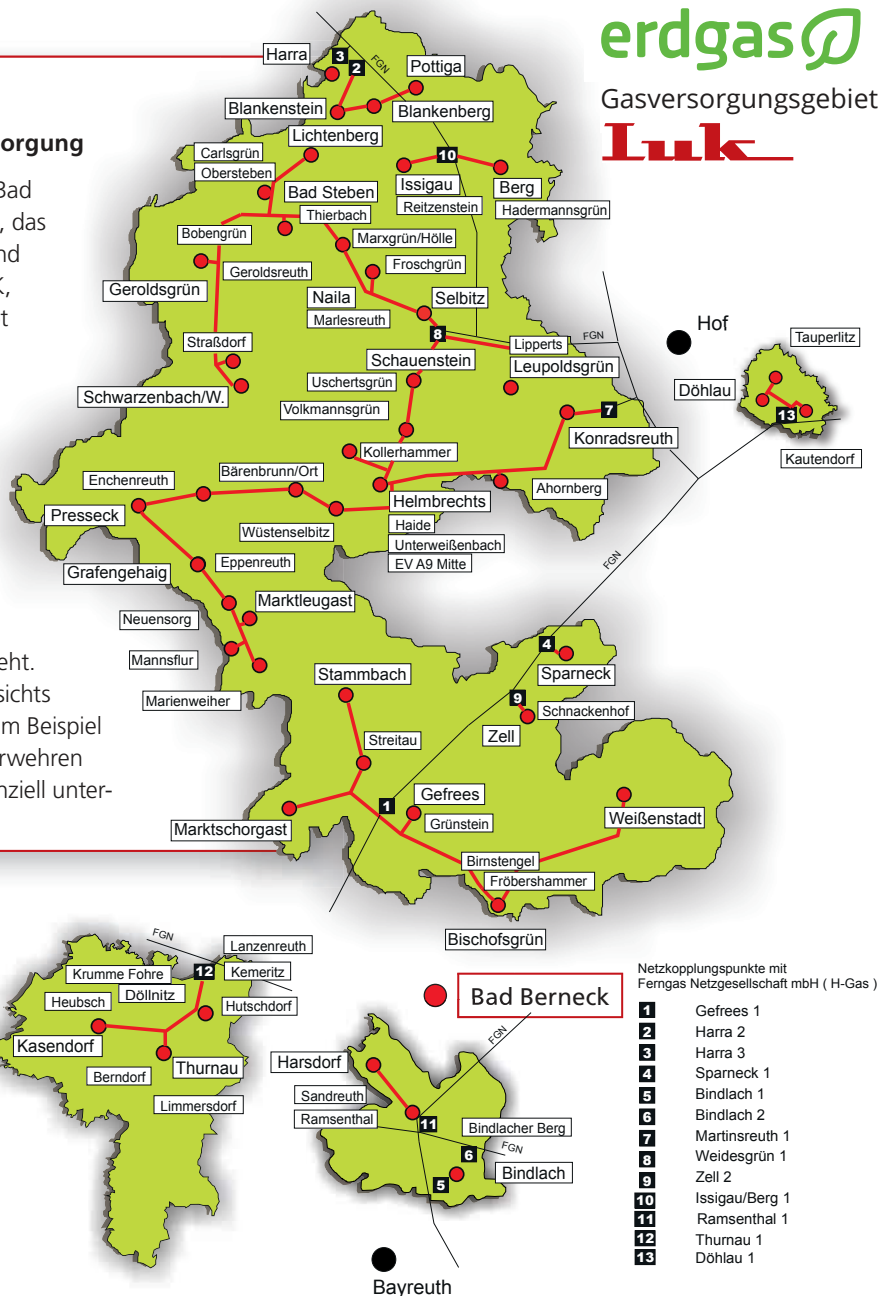 erdgas
Gasversorgungsgebiet
Luk
orgung
Bad
, das
nd
K,
t
eht.
sichts
m Beispiel
rwehren
nziell unter-
Harra
3
2
FGN
Pottiga
Blankenstein
Blankenberg
Lichtenberg
Carlsgrün
Obersteben
10
Issigau
Berg
Reitzenstein
Hadermannsgrün
Bad Steben
Thierbach
Bobengrün
Marxgrün/Hölle
Geroldsreuth
Froschgrün
Geroldsgrün
Naila
Selbitz
Marlesreuth
8
FGN
Hof
Straßdorf
Lipperts
Schauenstein
Leupoldsgrün
Tauperlitz
Uschertsgrün
Döhlau
Schwarzenbach/W.
Volkmannsgrün
7
13
Konradsreuth
Kollerhammer
Kautendorf
Bärenbrunn/Ort
Enchenreuth
Ahornberg
Helmbrechts
Presseck
Haide
Wüstenselbitz
Unterweißenbach
EV A9 Mitte
Eppenreuth
FGN
Grafengehaig
Marktleugast
Neuensorg
4
Mannsflur
Sparneck
Stammbach
Marienweiher
9
Schnackenhof
Zell
Streitau
1
Gefrees
Grünstein
Weißenstadt
Marktschorgast
Birnstengel
Fröbershammer
Bischofsgrün
FGN
Lanzenreuth
12
Kemeritz
Krumme Fohre
Döllnitz
Heubsch
Hutschdorf
Kasendorf
Thurnau
Berndorf
Limmersdorf
Bad Berneck
FGN
Harsdorf
Sandreuth
Ramsenthal
11
Bindlacher Berg
FGN
6
Bindlach
5
Bayreuth
Netzkopplungspunkte mit
Ferngas Netzgesellschaft mbH ( H-Gas )
1 Gefrees 1
2 Harra 2
3 Harra 3
4 Sparneck 1
5 Bindlach 1
6 Bindlach 2
7 Martinsreuth 1
8 Weidesgrün 1
9 Zell 2
10 Issigau/Berg 1
11 Ramsenthal 1
12 Thurnau 1
13 Döhlau 1